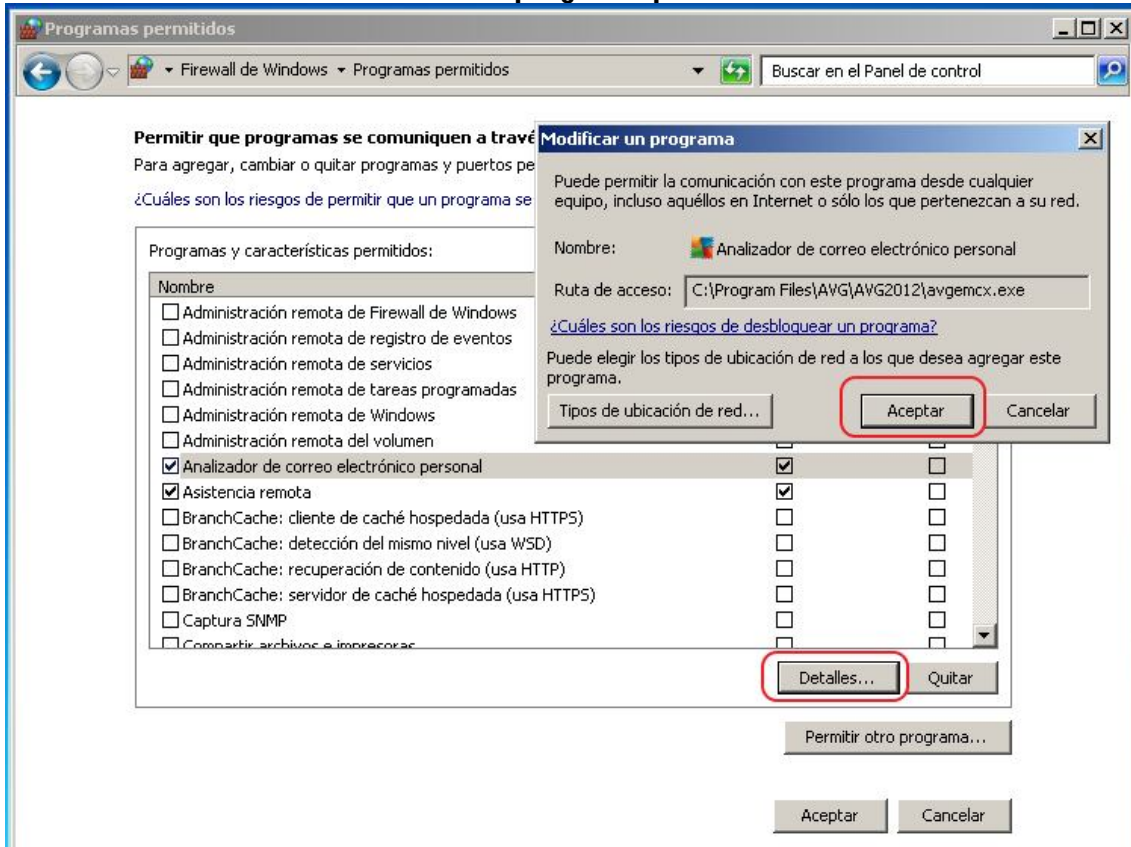 Programas permitidos
Firewall de Windows Programas permitidos
Buscar en el Panel de control
Permitir que programas se comuniquen a travé
Para agregar, cambiar o quitar programas y puertos pe
¿Cuáles son los riesgos de permitir que un programa se
Programas y características permitidos:
Nombre
Administración remota de Firewall de Windows
Administración remota de registro de eventos
Administración remota de servicios
Administración remota de tareas programadas
Administración remota de Windows
Administración remota del volumen
Analizador de correo electrónico personal
Asistencia remota
BranchCache: cliente de caché hospedada (usa HTTPS)
BranchCache: detección del mismo nivel (usa WSD)
BranchCache: recuperación de contenido (usa HTTP)
BranchCache: servidor de caché hospedada (usa HTTPS)
Captura SNMP
Compartir archivos e impresoras
Detalles... Quitar
Permitir otro programa...
Aceptar Cancelar
Modificar un programa
Puede permitir la comunicación con este programa desde cualquier
equipo, incluso aquéllos en Internet o sólo los que pertenezcan a su red.
Nombre: Analizador de correo electrónico personal
Ruta de acceso: C:\Program Files\AVG\AVG2012\avgemcx.exe
¿Cuáles son los riesgos de desbloquear un programa?
Puede elegir los tipos de ubicación de red a los que desea agregar este
programa.
Tipos de ubicación de red... Aceptar Cancelar